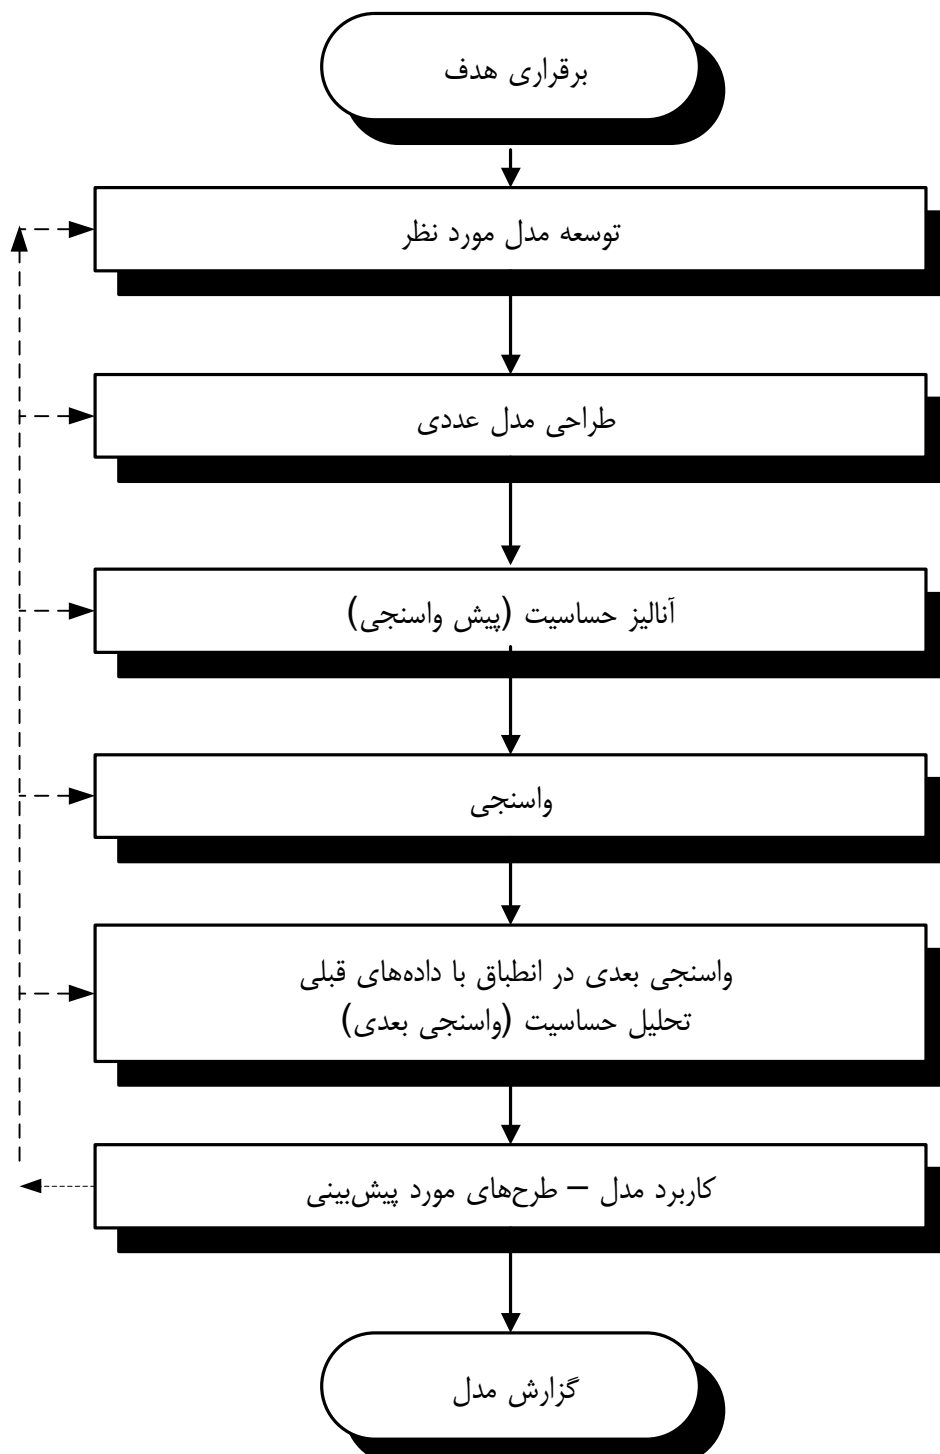 برقراری هدف
توسعه مدل مورد نظر
طراحی مدل عددی
آنالیز حساسیت (پیش واسنجی)
واسنجی
واسنجی بعدی در انطباق با داده‌های قبلی
تحلیل حساسیت (واسنجی بعدی)
کاربرد مدل – طرح‌های مورد پیش‌بینی
گزارش مدل